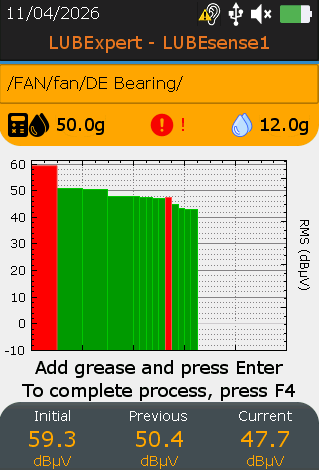 11/04/2026
LUBExpert - LUBEsense1
/FAN/fan/DE Bearing/
50.0g ! ! 12.0g
60
50
40
30
20
10
0
-10
RMS (dBµV)
Add grease and press Enter
To complete process, press F4
Initial Previous Current
59.3 50.4 47.7
dBµV dBµV dBµV